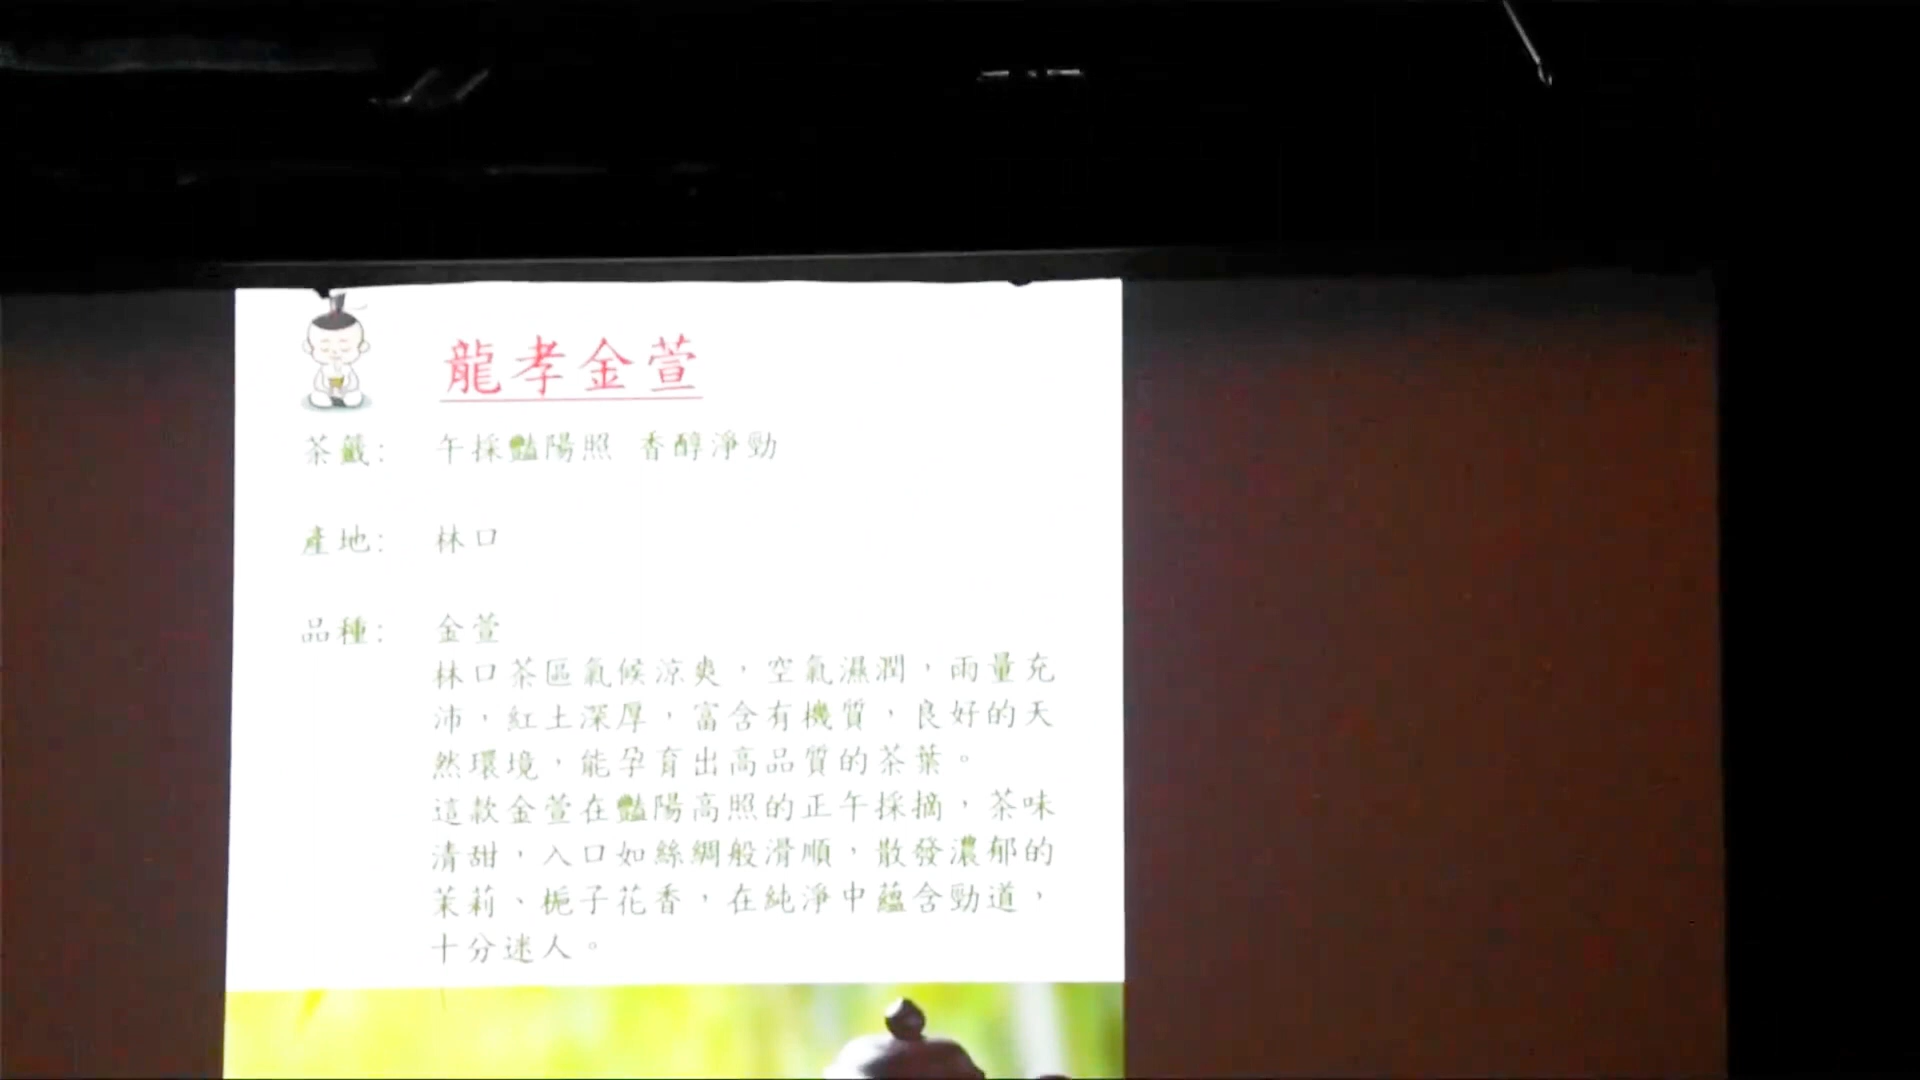 龍孝金萱
茶籤: 午採豔陽照 香醇淨勁
產地: 林口
品種: 金萱
林口茶區氣候涼爽，空氣濕潤，雨量充
沛，紅土深厚，富含有機質，良好的天
然環境，能孕育出高品質的茶葉。
這款金萱在豔陽高照的正午採摘，茶味
清甜，入口如絲綢般滑順，散發濃郁的
茉莉、梔子花香，在純淨中蘊含勁道，
十分迷人。